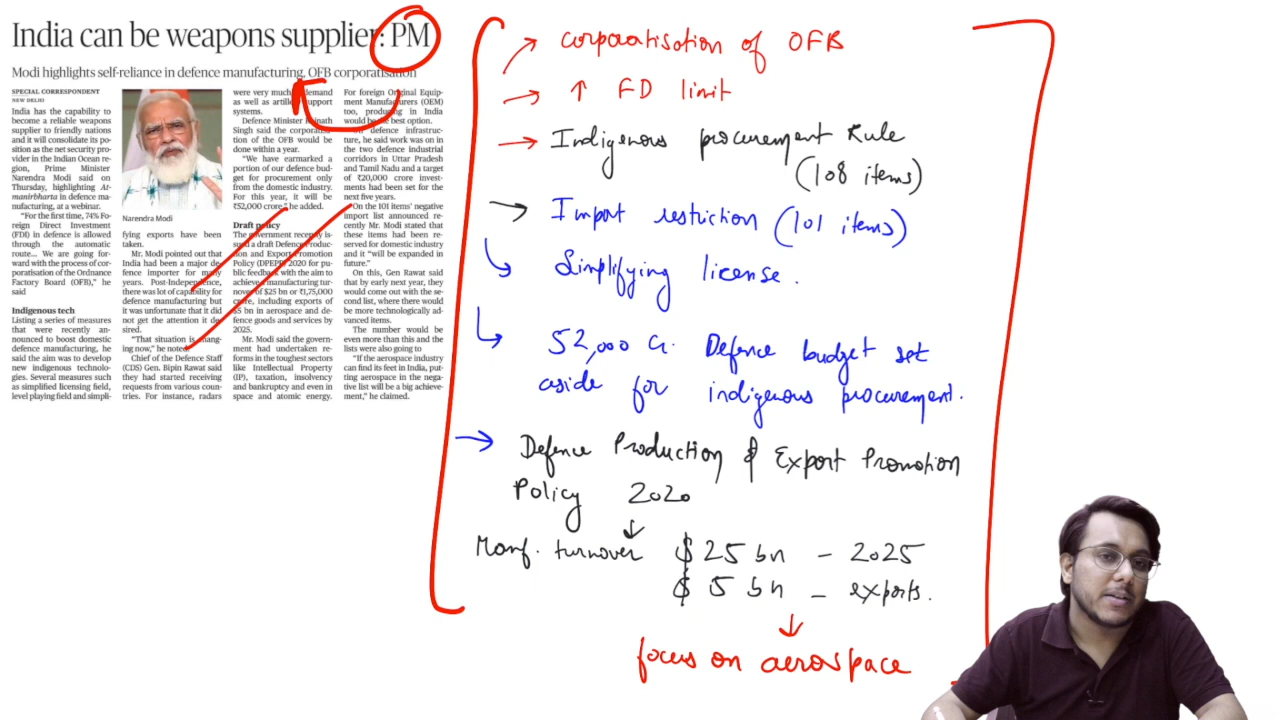 India can be weapons supplier: PM
Modi highlights self-reliance in defence manufacturing, OFB corporatisation
SPECIAL CORRESPONDENT
NEW DELHI
India has the capability to
become a reliable weapons
supplier to friendly nations
and it will consolidate its po-
sition as the net security pro-
vider in the Indian Ocean re-
gion, Prime Minister
Narendra Modi said on
Thursday, highlighting At-
manirbharta in defence ma-
nufacturing, at a webinar.
“For the first time, 74% Fo-
reign Direct Investment
(FDI) in defence is allowed
through the automatic
route... We are going for-
ward with the process of cor-
poratisation of the Ordnance
Factory Board (OFB),” he
said
Indigenous tech
Listing a series of measures
that were recently an-
nounced to boost domestic
defence manufacturing, he
said the aim was to develop
new indigenous technolo-
gies. Several measures such
as simplified licensing field,
level playing field and simpli-
Narendra Modi
fying exports have been
taken.
Mr. Modi pointed out that
India had been a major de-
fence importer for many
years. Post-Independence,
there was lot of capability for
defence manufacturing but
it was unfortunate that it did
not get the attention it de-
sired.
“That situation is chang-
ing now,” he noted.
Chief of the Defence Staff
(CDS) Gen. Bipin Rawat said
they had started receiving
requests from various coun-
tries. For instance, radars
were very much demand
as well as artillery support
systems.
Defence Minister Rajnath
Singh said the corporatisa-
tion of the OFB would be
done within a year.
“We have earmarked a
portion of our defence bud-
get for procurement only
from the domestic industry.
For this year, it will be
₹52,000 crore,” he added.
Draft policy
The government recently is-
sued a draft Defence Produc-
tion and Export Promotion
Policy (DPEPP) 2020 for pu-
blic feedback with the aim to
achieve manufacturing tur-
nover of $25 bn or ₹1,75,000
crore, including exports of
$5 bn in aerospace and de-
fence goods and services by
2025.
Mr. Modi said the govern-
ment had undertaken re-
forms in the toughest sectors
like Intellectual Property
(IP), taxation, insolvency
and bankruptcy and even in
space and atomic energy.
For foreign Original Equip-
ment Manufacturers (OEM)
too, producing in India
would be the best option.
On defence infrastruc-
ture, he said work was on in
the two defence industrial
corridors in Uttar Pradesh
and Tamil Nadu and a target
of ₹20,000 crore invest-
ments had been set for the
next five years.
On the 101 items’ negative
import list announced re-
cently Mr. Modi stated that
these items had been re-
served for domestic industry
and it “will be expanded in
future.”
On this, Gen Rawat said
that by early next year, they
would come out with the se-
cond list, where there would
be more technologically ad-
vanced items.
The number would be
even more than this and the
lists were also going to
“If the aerospace industry
can find its feet in India, put-
ting aerospace in the nega-
tive list will be a big achieve-
ment,” he claimed.
corporatisation of OFB
↑ FD limit
Indigenous procurement Rule
(108 items)
Import restriction (101 items)
Simplifying license.
52,000 Cr. Defence budget set
aside for indigenous procurement.
Defence Production & Export Promotion
Policy 2020
Manf. turnover $ 25 bn – 2025
$ 5 bn – exports.
focus on aerospace